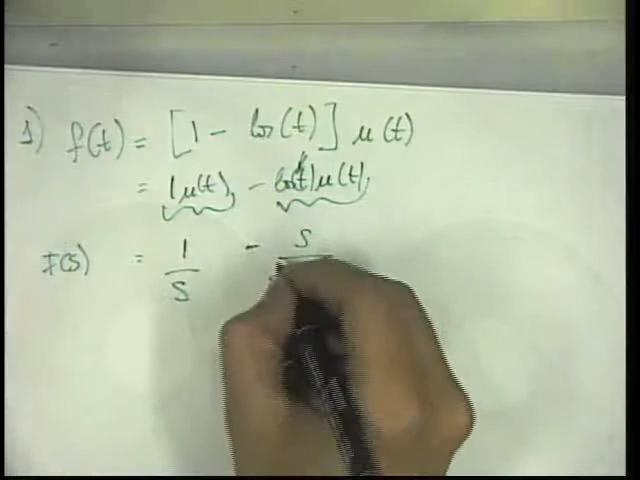 1) f(t) = [1 - cos(t)] u(t)
= 1u(t) - cos(t)u(t)
F(s) = 1/s - s